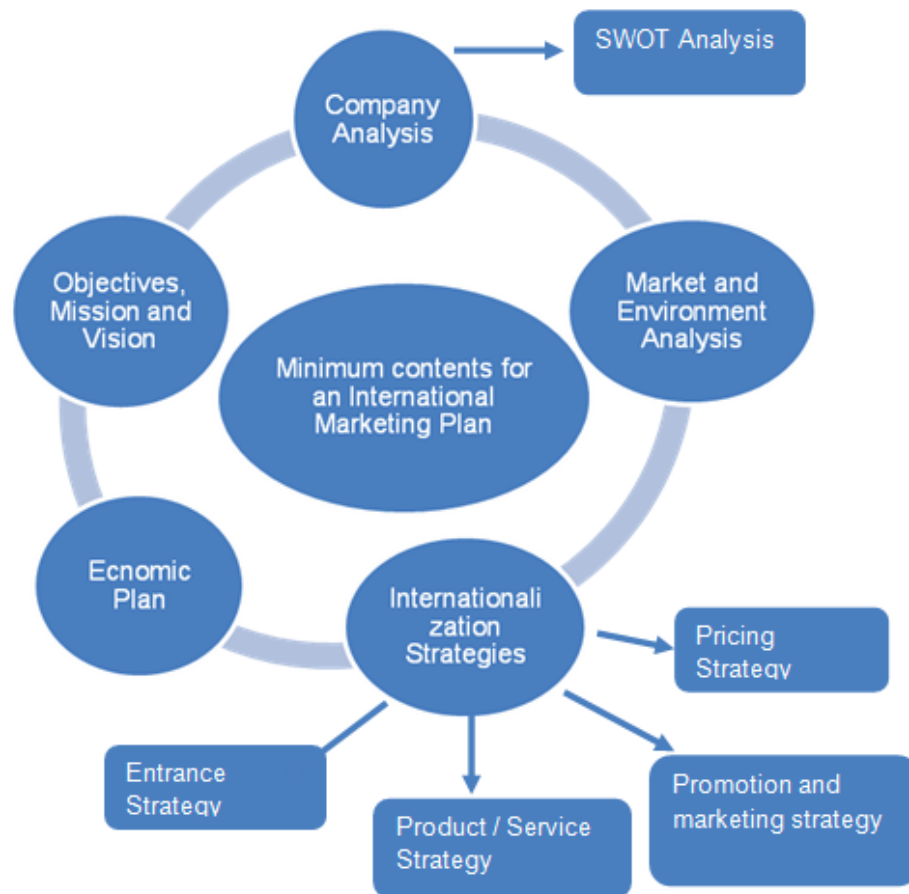 SWOT Analysis
Company
Analysis
Objectives,
Mission and
Vision
Market and
Environment
Analysis
Minimum contents for
an International
Marketing Plan
Ecnomic
Plan
Internationali
zation
Strategies
Pricing
Strategy
Entrance
Strategy
Product / Service
Strategy
Promotion and
marketing strategy